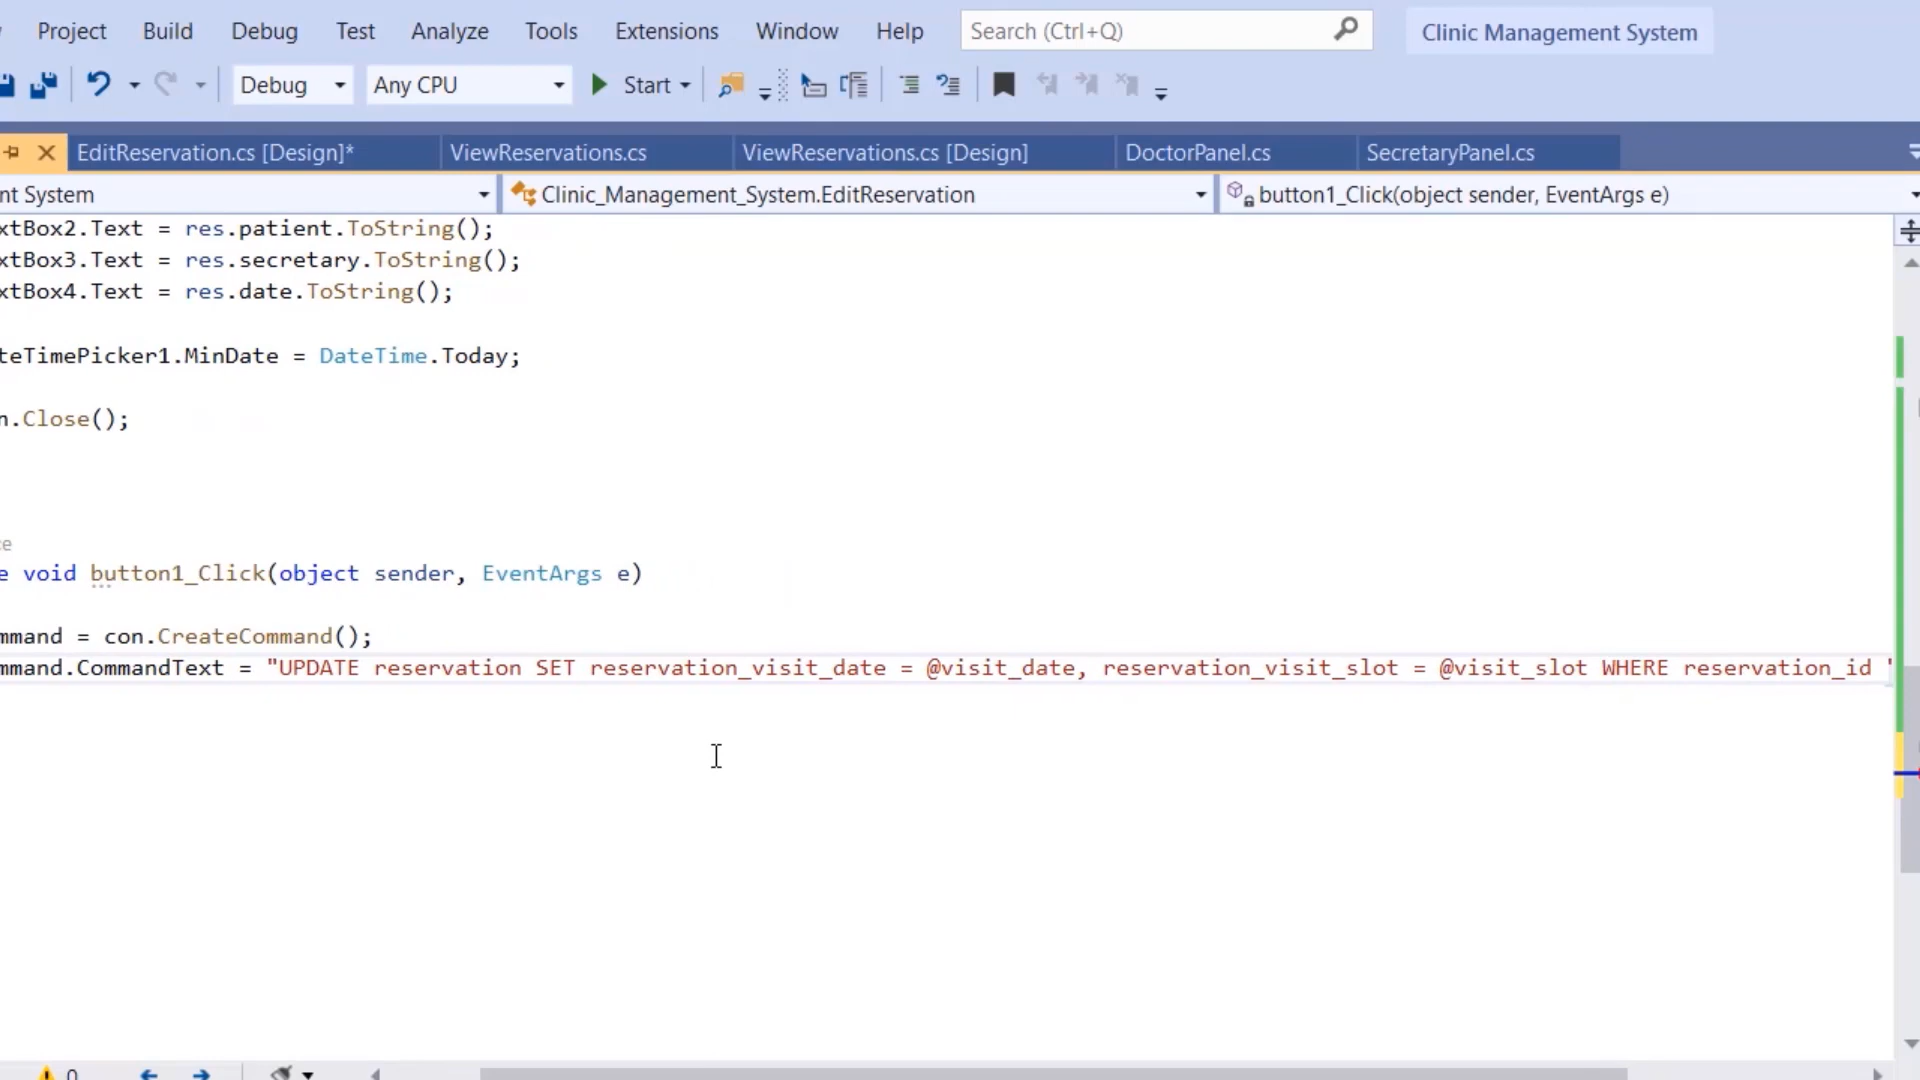 Project Build Debug Test Analyze Tools Extensions Window Help Search (Ctrl+Q) Clinic Management System
Debug Any CPU Start
EditReservation.cs [Design]* ViewReservations.cs ViewReservations.cs [Design] DoctorPanel.cs SecretaryPanel.cs
nt System Clinic_Management_System.EditReservation button1_Click(object sender, EventArgs e)
xtBox2.Text = res.patient.ToString();
xtBox3.Text = res.secretary.ToString();
xtBox4.Text = res.date.ToString();
teTimePicker1.MinDate = DateTime.Today;
n.Close();
ce
e void button1_Click(object sender, EventArgs e)
mmand = con.CreateCommand();
mmand.CommandText = "UPDATE reservation SET reservation_visit_date = @visit_date, reservation_visit_slot = @visit_slot WHERE reservation_id "
0